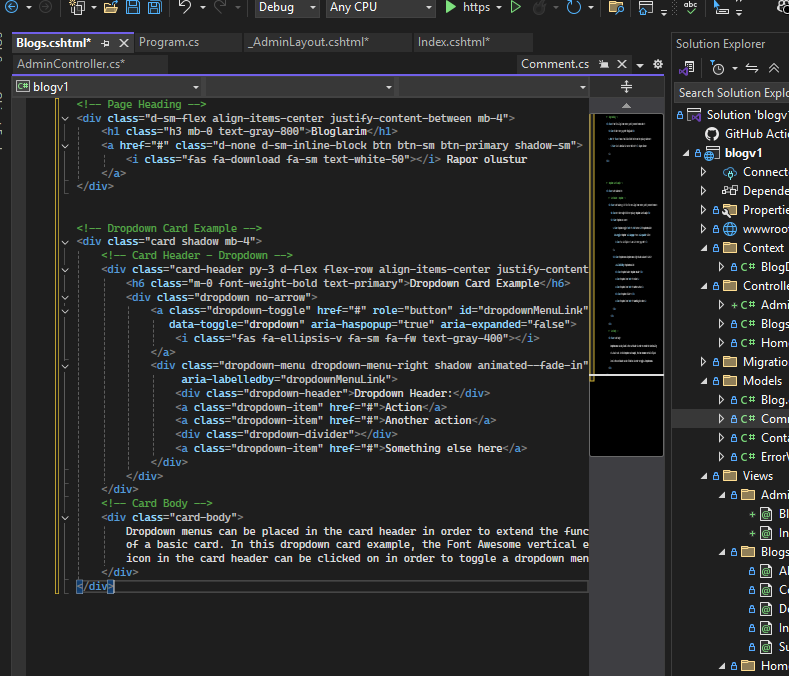 Debug
Any CPU
https
Blogs.cshtml*
Program.cs
_AdminLayout.cshtml*
Index.cshtml*
AdminController.cs*
Comment.cs
blogv1
<!-- Page Heading -->
<div class="d-sm-flex align-items-center justify-content-between mb-4">
<h1 class="h3 mb-0 text-gray-800">Bloglarim</h1>
<a href="#" class="d-none d-sm-inline-block btn btn-sm btn-primary shadow-sm">
<i class="fas fa-download fa-sm text-white-50"></i> Rapor olustur
</a>
</div>
<!-- Dropdown Card Example -->
<div class="card shadow mb-4">
<!-- Card Header - Dropdown -->
<div class="card-header py-3 d-flex flex-row align-items-center justify-content
<h6 class="m-0 font-weight-bold text-primary">Dropdown Card Example</h6>
<div class="dropdown no-arrow">
<a class="dropdown-toggle" href="#" role="button" id="dropdownMenuLink"
data-toggle="dropdown" aria-haspopup="true" aria-expanded="false">
<i class="fas fa-ellipsis-v fa-sm fa-fw text-gray-400"></i>
</a>
<div class="dropdown-menu dropdown-menu-right shadow animated--fade-in"
aria-labelledby="dropdownMenuLink">
<div class="dropdown-header">Dropdown Header:</div>
<a class="dropdown-item" href="#">Action</a>
<a class="dropdown-item" href="#">Another action</a>
<div class="dropdown-divider"></div>
<a class="dropdown-item" href="#">Something else here</a>
</div>
</div>
</div>
<!-- Card Body -->
<div class="card-body">
Dropdown menus can be placed in the card header in order to extend the func
of a basic card. In this dropdown card example, the Font Awesome vertical e
icon in the card header can be clicked on in order to toggle a dropdown men
</div>
</div>
Solution Explorer
Search Solution Explo
Solution 'blogv
GitHub Acti
blogv1
Connect
Depende
Propertie
wwwroo
Context
C# BlogD
Controlle
C# Admi
C# Blogs
C# Hom
Migratio
Models
C# Blog.
C# Comm
C# Conta
C# ErrorV
Views
Admi
Bl
In
Blogs
Al
Co
De
In
Su
Hom